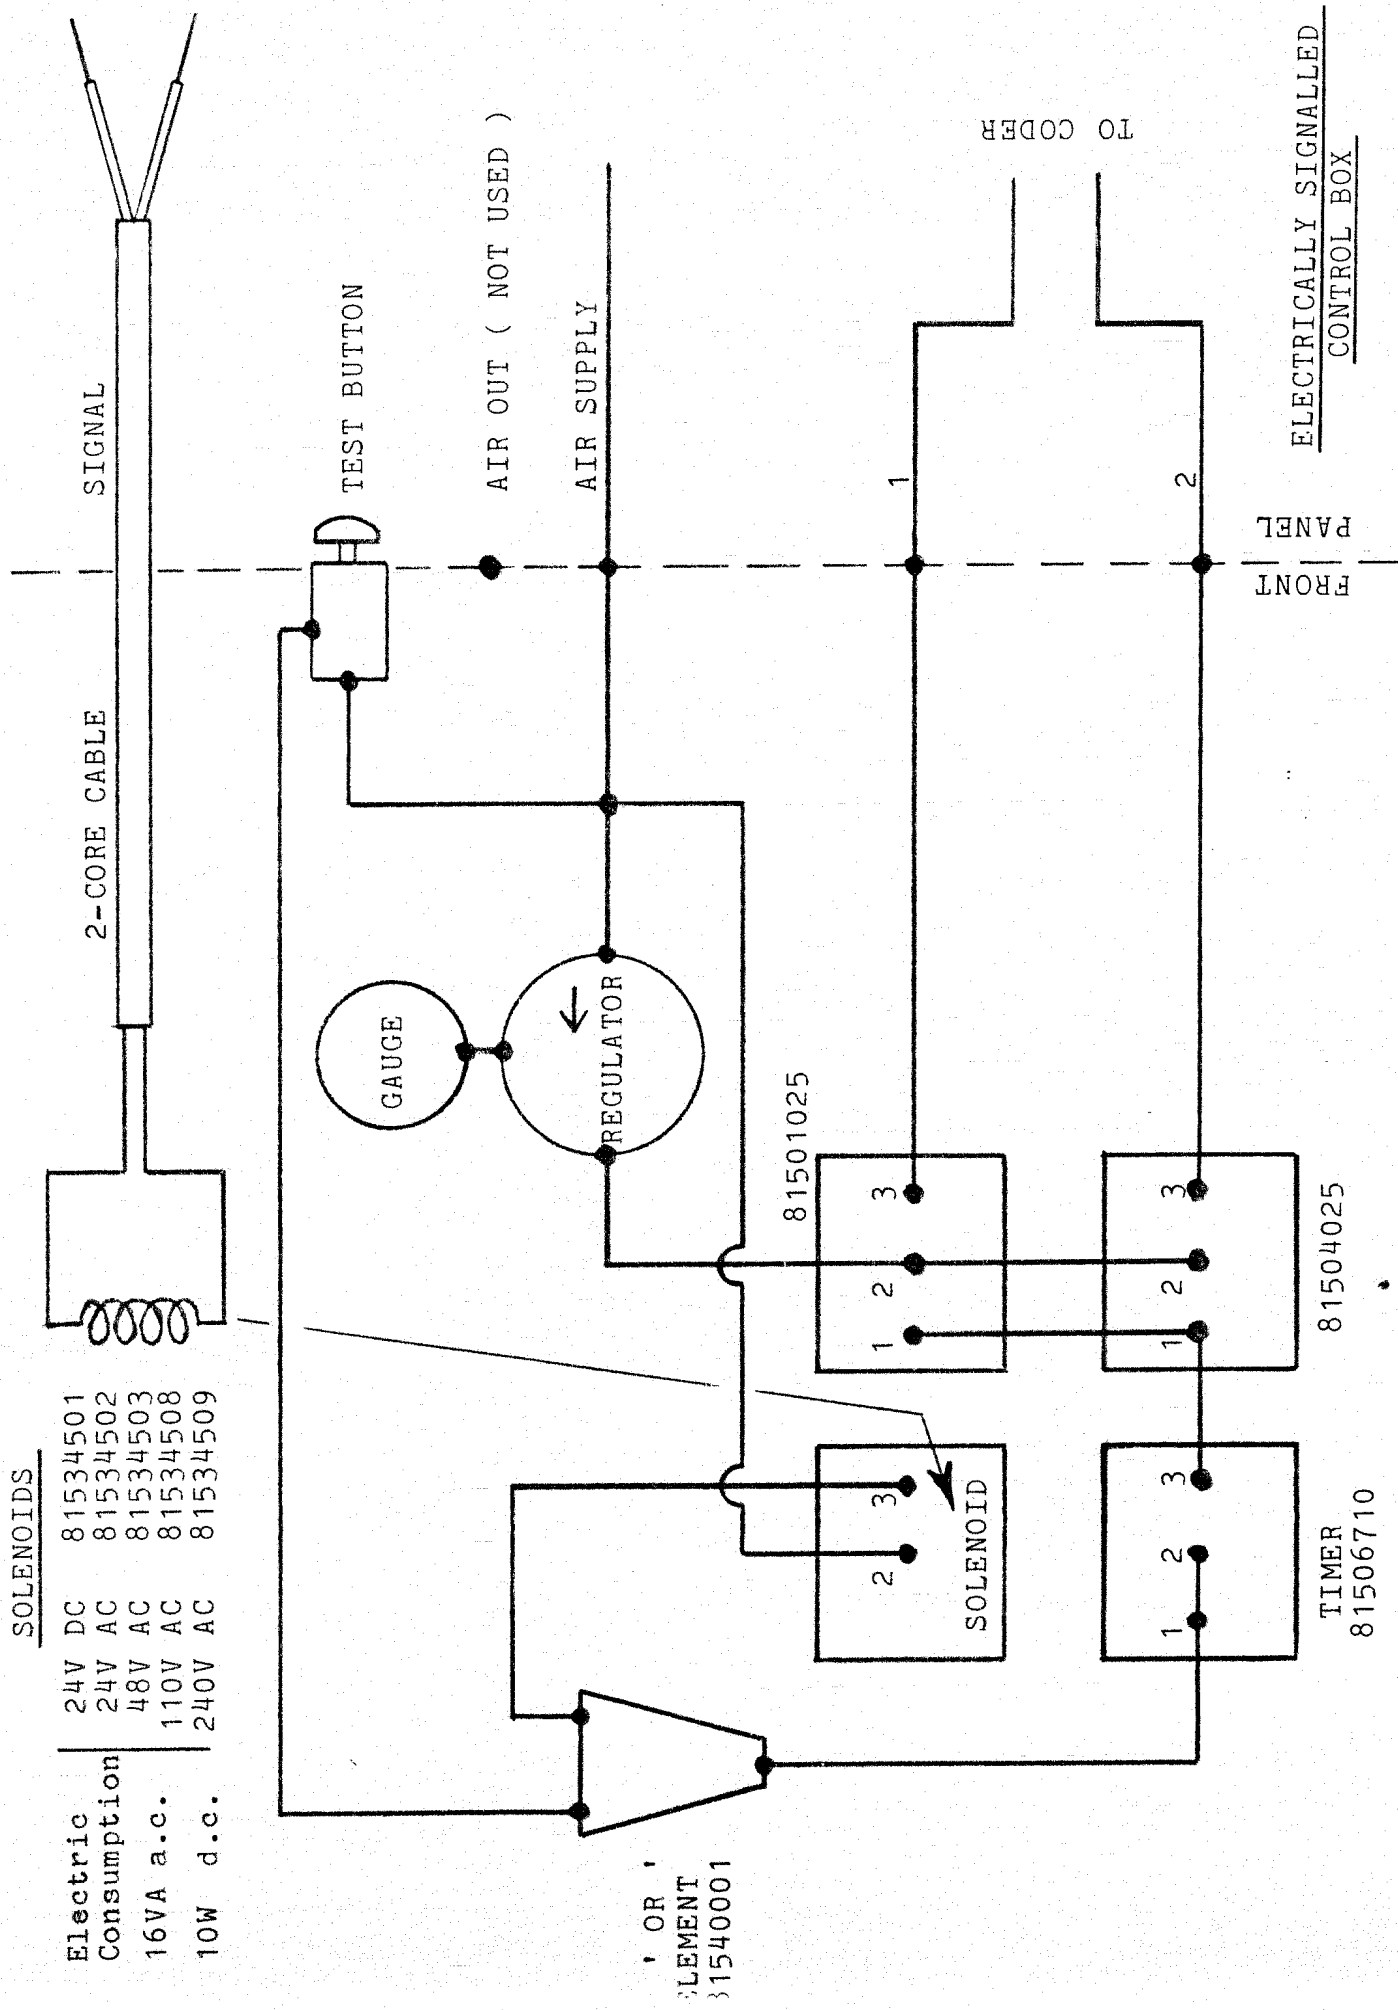 SOLENOIDS
24V DC 81534501
24V AC 81534502
48V AC 81534503
110V AC 81534508
240V AC 81534509
Electric
Consumption
16VA a.c.
10W d.c.
2-CORE CABLE
SIGNAL
TEST BUTTON
AIR OUT ( NOT USED )
AIR SUPPLY
GAUGE
REGULATOR
' OR '
ELEMENT
81540001
81501025
1
2
3
1
2
3
SOLENOID
2
3
1
2
3
81504025
1
2
3
TIMER
81506710
TO CODER
FRONT
PANEL
ELECTRICALLY SIGNALLED
CONTROL BOX